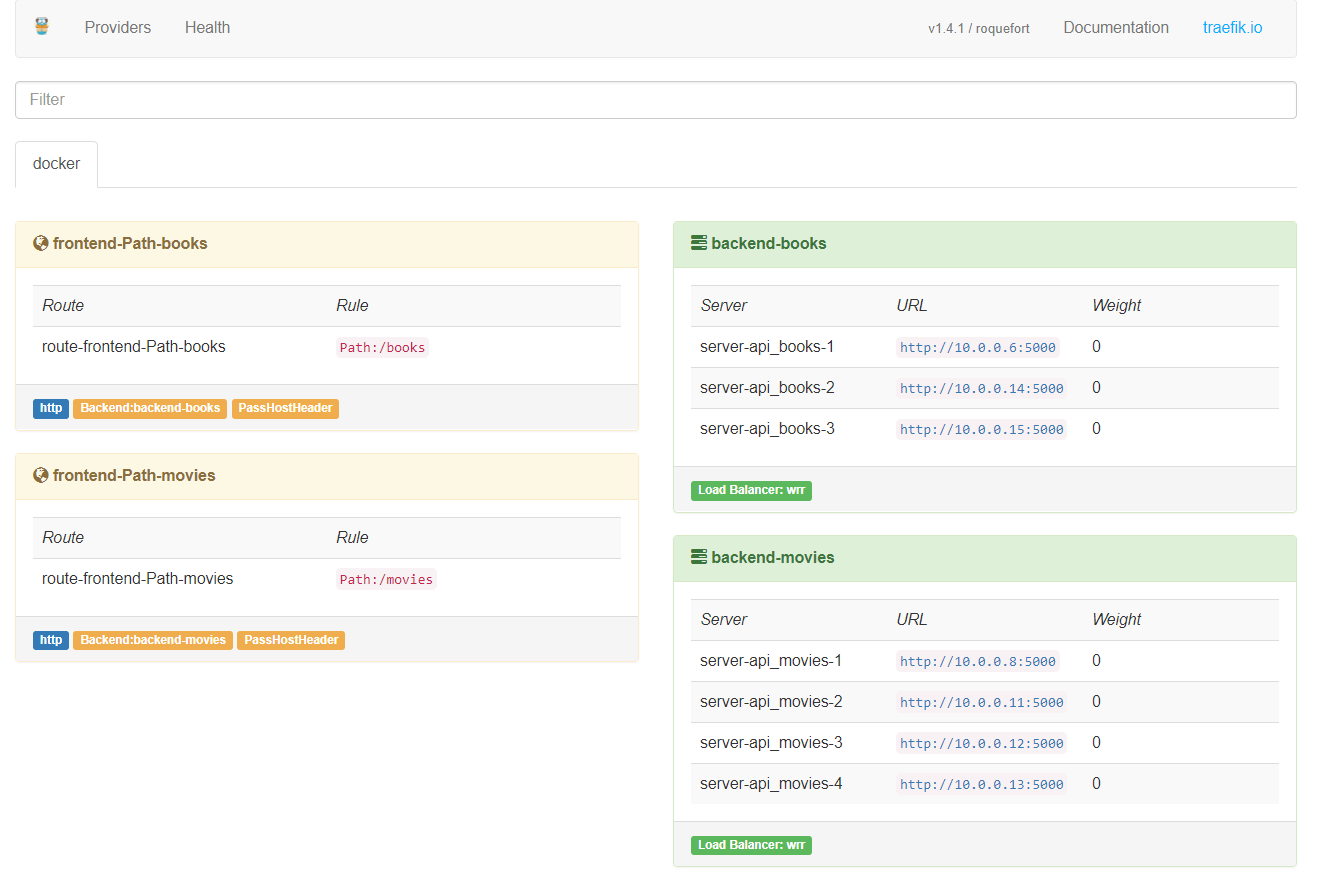 Providers Health v1.4.1 / roquefort Documentation traefik.io
Filter
docker
frontend-Path-books
Route Rule
route-frontend-Path-books Path:/books
http Backend:backend-books PassHostHeader
frontend-Path-movies
Route Rule
route-frontend-Path-movies Path:/movies
http Backend:backend-movies PassHostHeader
backend-books
Server URL Weight
server-api_books-1 http://10.0.0.6:5000 0
server-api_books-2 http://10.0.0.14:5000 0
server-api_books-3 http://10.0.0.15:5000 0
Load Balancer: wrr
backend-movies
Server URL Weight
server-api_movies-1 http://10.0.0.8:5000 0
server-api_movies-2 http://10.0.0.11:5000 0
server-api_movies-3 http://10.0.0.12:5000 0
server-api_movies-4 http://10.0.0.13:5000 0
Load Balancer: wrr